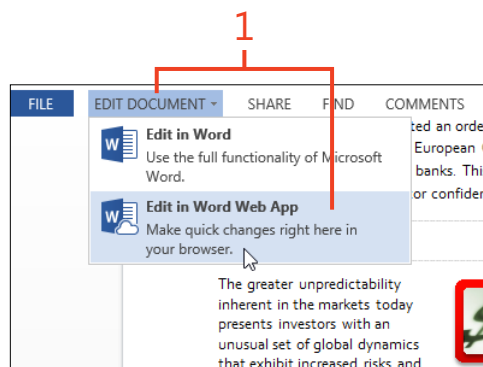 1
FILE EDIT DOCUMENT SHARE FIND COMMENTS
Edit in Word
Use the full functionality of Microsoft
Word.
Edit in Word Web App
Make quick changes right here in
your browser.
an orde
European
banks. Thi
or confiden
The greater unpredictability
inherent in the markets today
presents investors with an
unusual set of global dynamics
that exhibit increased risks and